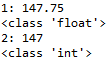 1: 147.75
<class 'float'>
2: 147
<class 'int'>